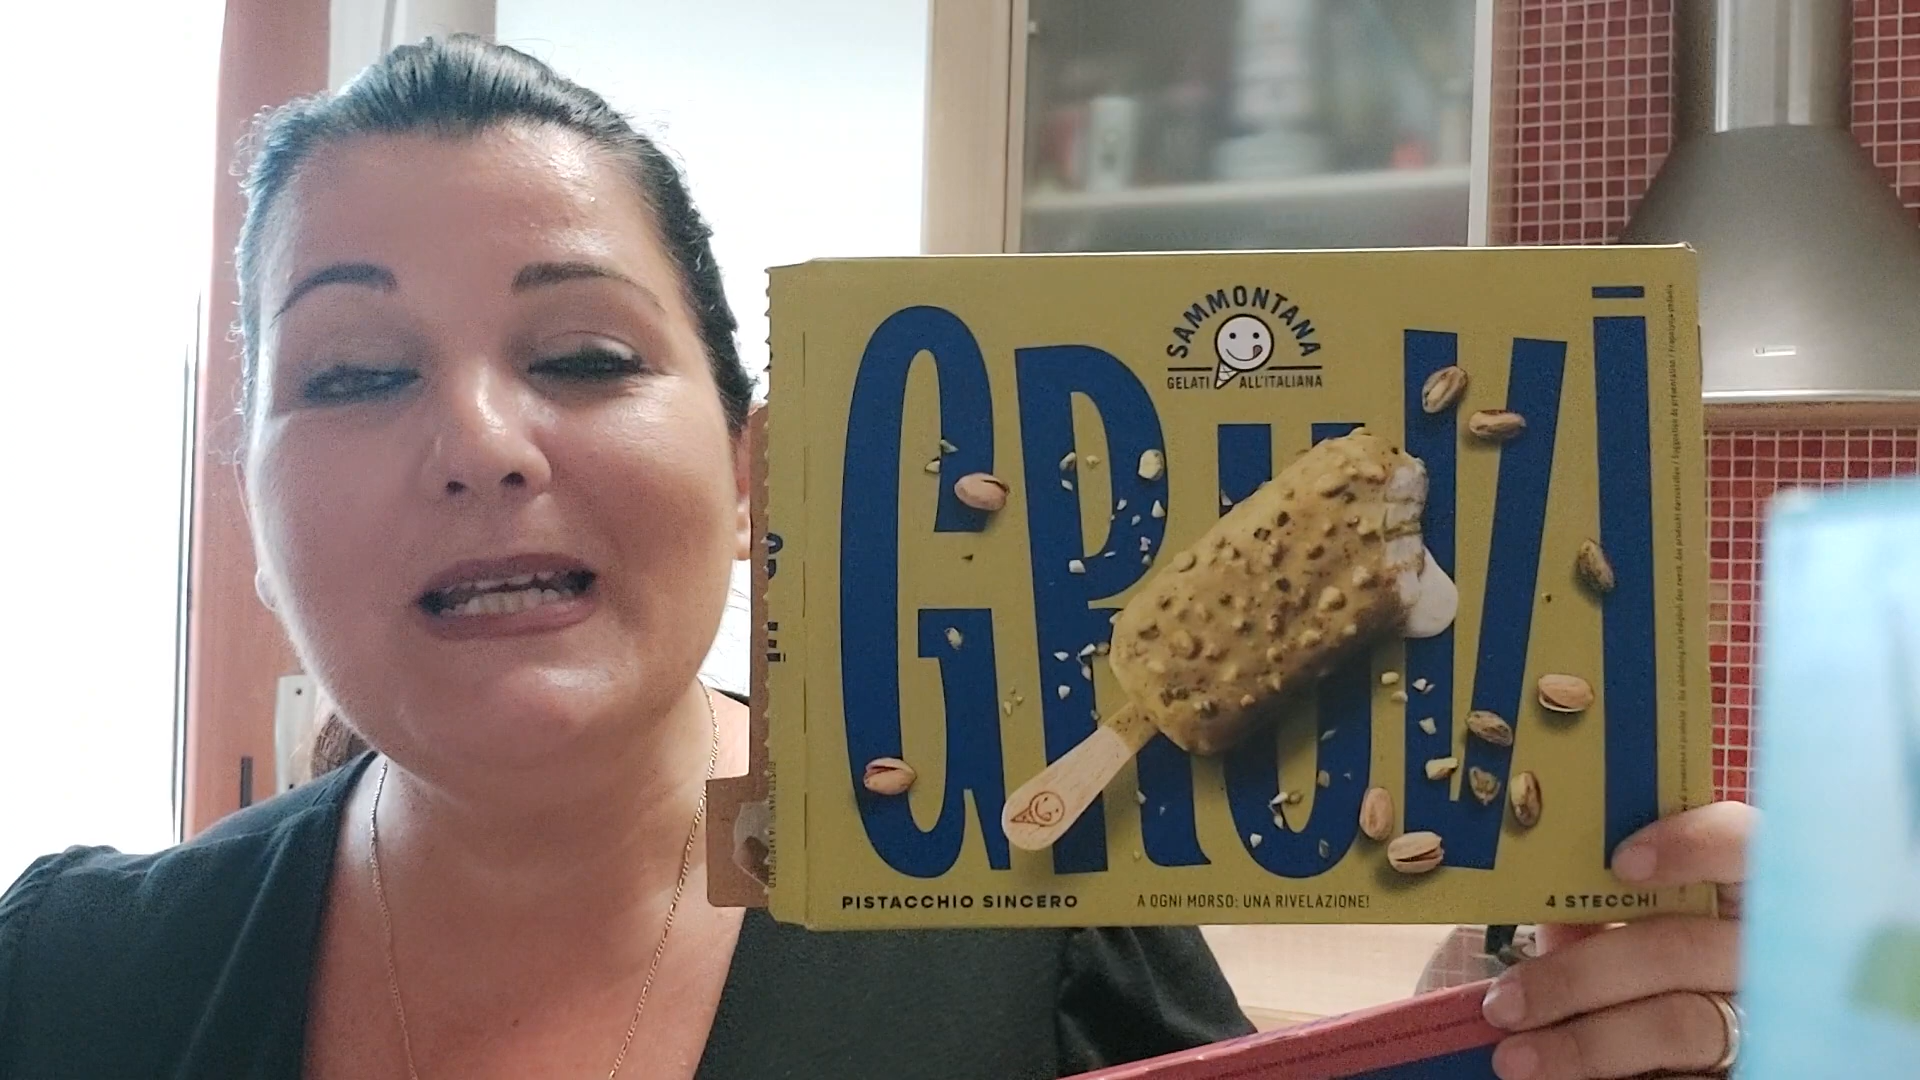 SAMMONTANA
GELATI ALL'ITALIANA
GRUVI
PISTACCHIO SINCERO
A OGNI MORSO: UNA RIVELAZIONE!
4 STECCHI